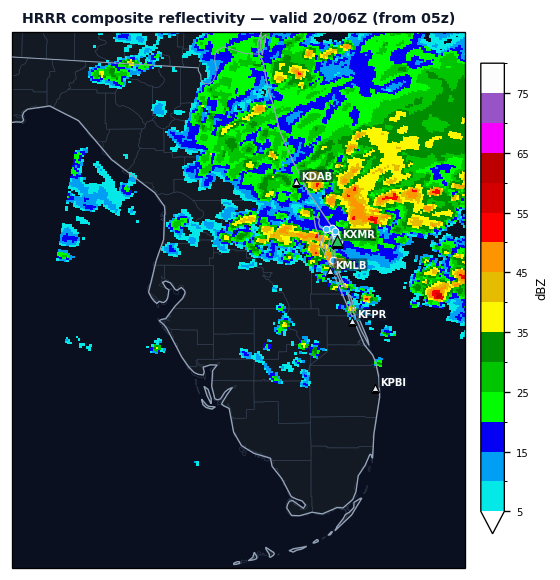 HRRR composite reflectivity — valid 20/06Z (from 05z)
KDAB
KXMR
KMLB
KFPR
KPBI
75
65
55
45
35
25
15
5
dBZ